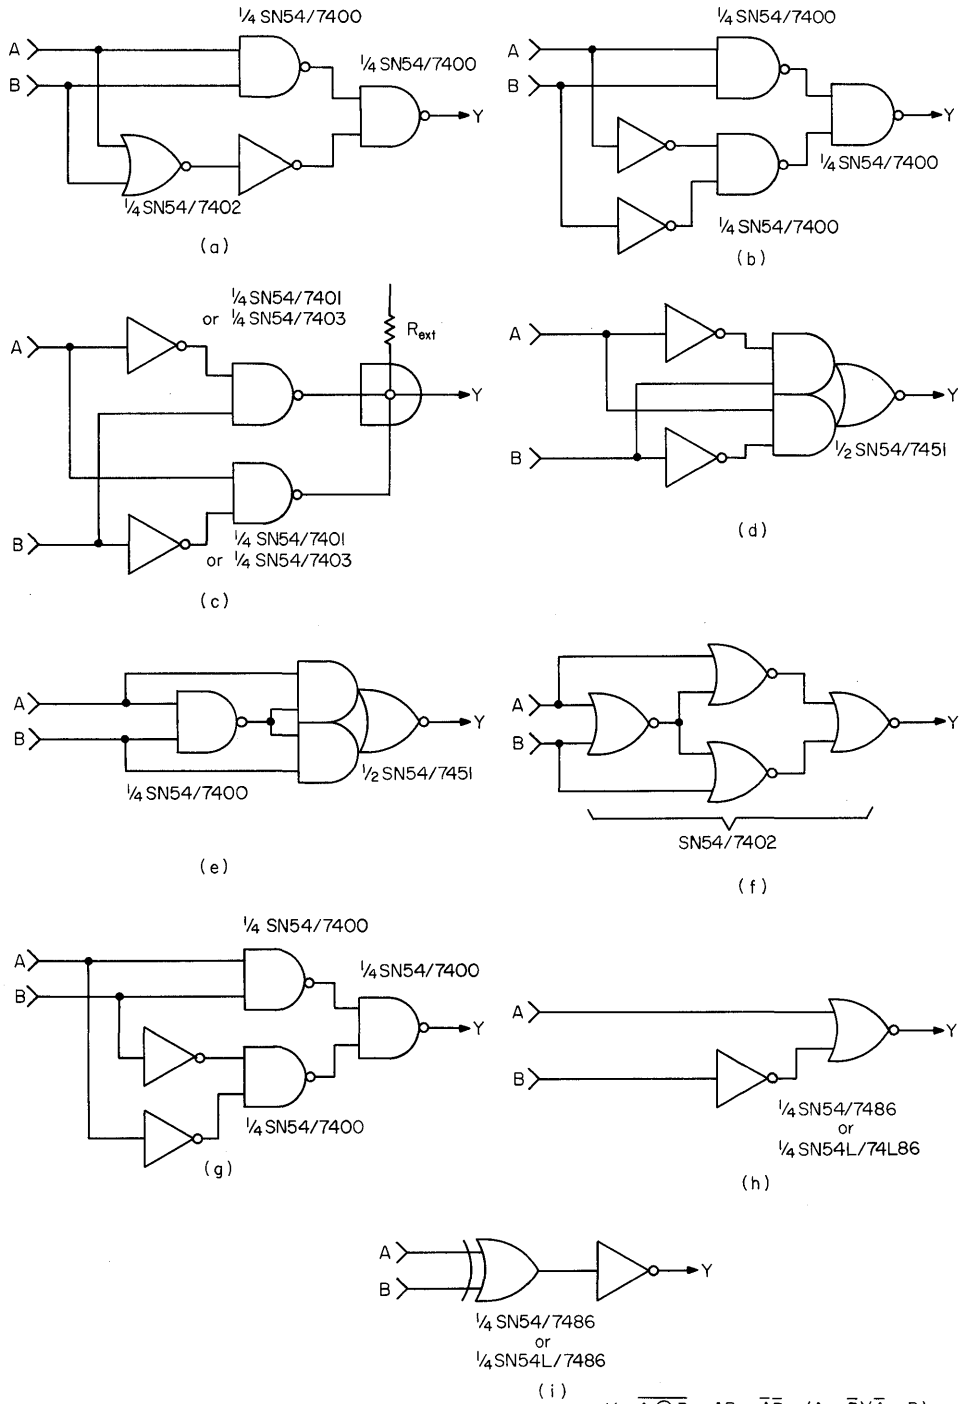 ¼ SN54/7400
A
B
¼ SN54/7400
Y
¼ SN54/7402
(a)
¼ SN54/7400
A
B
Y
¼ SN54/7400
¼ SN54/7400
(b)
¼ SN54/7401
or ¼ SN54/7403
Rext
A
Y
B
¼ SN54/7401
or ¼ SN54/7403
(c)
A
Y
B
½ SN54/7451
(d)
A
B
Y
½ SN54/7451
¼ SN54/7400
(e)
A
B
Y
SN54/7402
(f)
¼ SN54/7400
A
B
¼ SN54/7400
Y
¼ SN54/7400
(g)
A
Y
B
¼ SN54/7486
or
¼ SN54L/74L86
(h)
A
B
Y
¼ SN54/7486
or
¼ SN54L/7486
(i)